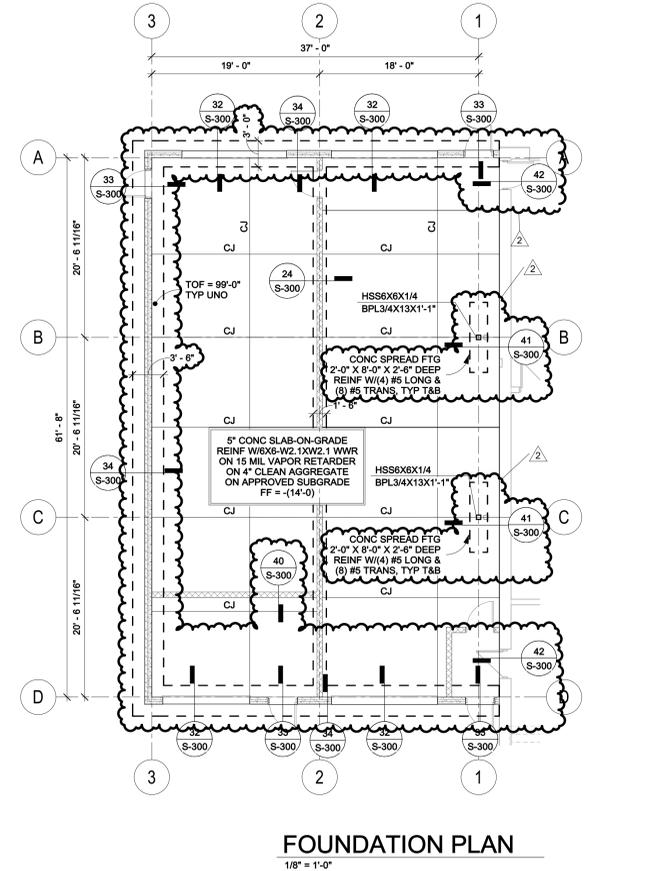 3
2
1
37' - 0"
19' - 0"
18' - 0"
32
S-300
34
S-300
3' - 0"
32
S-300
33
S-300
A
A
33
S-300
42
S-300
CJ
CJ
2
20' - 6 11/16"
CJ
CJ
24
S-300
2
TOF = 99'-0"
TYP UNO
HSS6X6X1/4
BPL3/4X13X1'-1"
B
CJ
CJ
B
41
S-300
3' - 6"
CONC SPREAD FTG
2'-0" X 8'-0" X 2'-6" DEEP
REINF W/(4) #5 LONG &
(8) #5 TRANS, TYP T&B
61' - 8"
20' - 6 11/16"
1' - 6"
CJ
CJ
5" CONC SLAB-ON-GRADE
REINF W/6X6-W2.1XW2.1 WWR
ON 15 MIL VAPOR RETARDER
ON 4" CLEAN AGGREGATE
ON APPROVED SUBGRADE
FF = -(14'-0)
2
34
S-300
HSS6X6X1/4
BPL3/4X13X1'-1"
C
CJ
CJ
C
41
S-300
CONC SPREAD FTG
2'-0" X 8'-0" X 2'-6" DEEP
REINF W/(4) #5 LONG &
(8) #5 TRANS, TYP T&B
40
S-300
20' - 6 11/16"
CJ
CJ
42
S-300
D
D
32
S-300
33
S-300
34
S-300
32
S-300
33
S-300
3
2
1
FOUNDATION PLAN
1/8" = 1'-0"